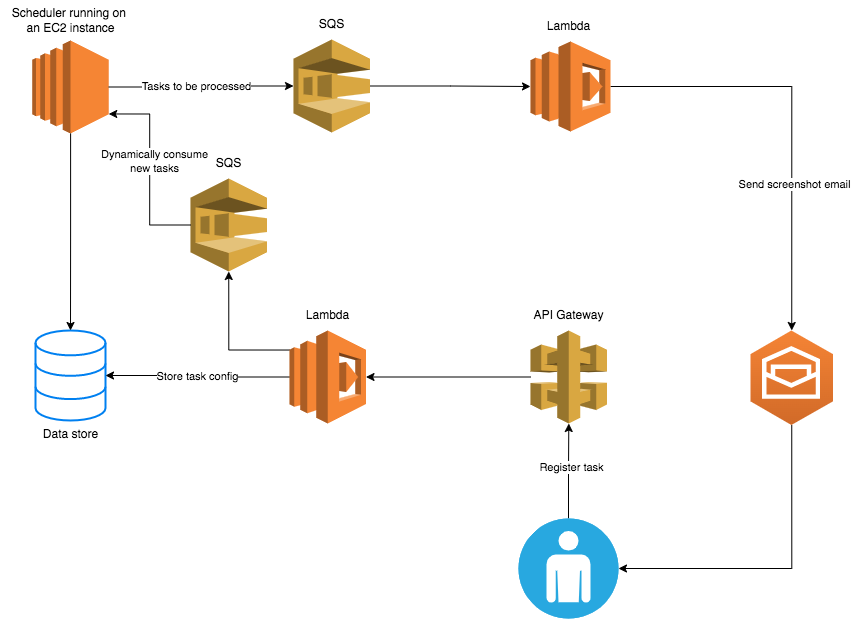 Scheduler running on
an EC2 instance
SQS
Lambda
Tasks to be processed
Dynamically consume
new tasks
SQS
Send screenshot email
Lambda
API Gateway
Store task config
Data store
Register task